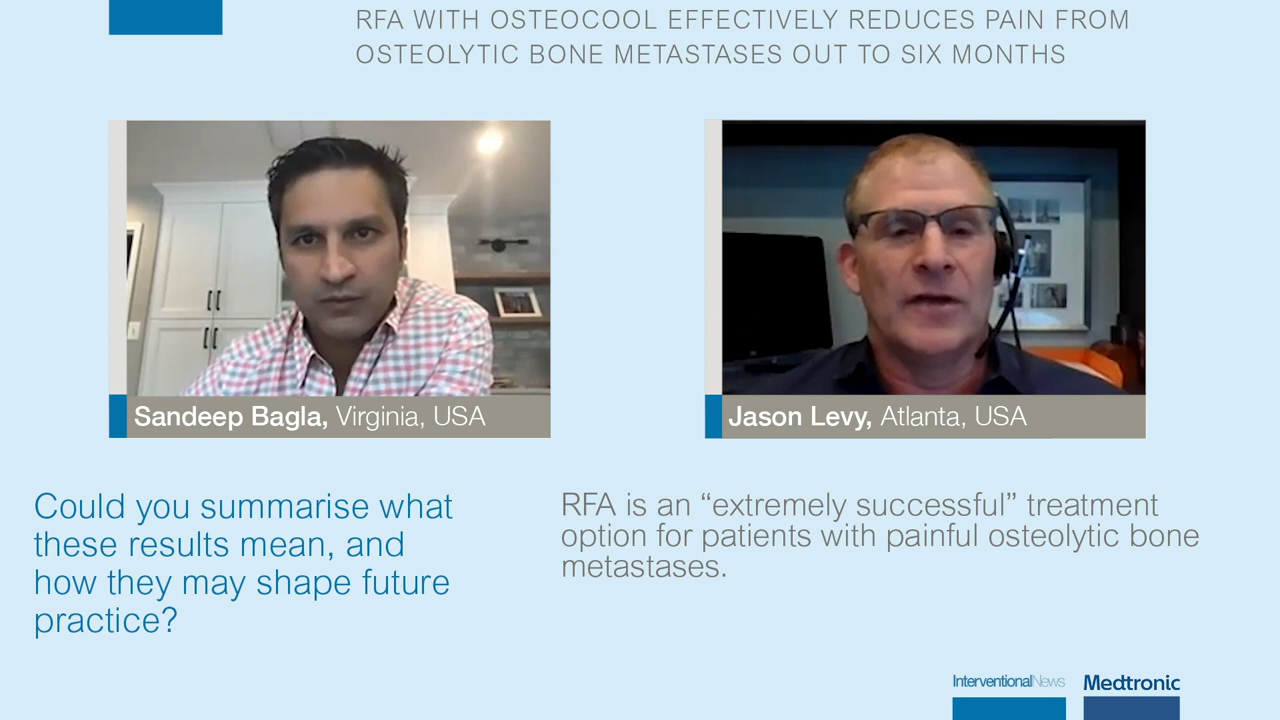 RFA WITH OSTEOCOOL EFFECTIVELY REDUCES PAIN FROM
OSTEOLYTIC BONE METASTASES OUT TO SIX MONTHS
Sandeep Bagla, Virginia, USA
Jason Levy, Atlanta, USA
Could you summarise what
these results mean, and
how they may shape future
practice?
RFA is an “extremely successful” treatment
option for patients with painful osteolytic bone
metastases.
InterventionalNews
Medtronic